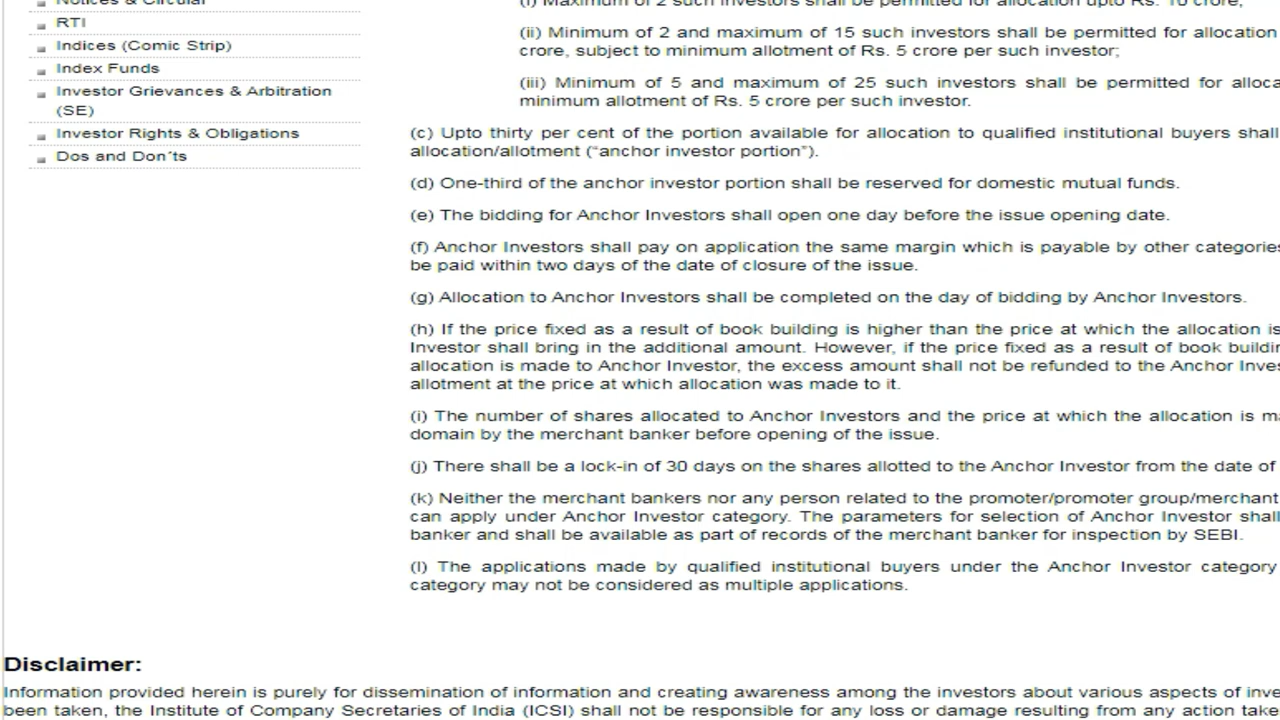 Notices & Circular
RTI
Indices (Comic Strip)
Index Funds
Investor Grievances & Arbitration
(SE)
Investor Rights & Obligations
Dos and Don´ts
(i) Maximum of 2 such investors shall be permitted for allocation upto Rs. 10 crore;
(ii) Minimum of 2 and maximum of 15 such investors shall be permitted for allocation
crore, subject to minimum allotment of Rs. 5 crore per such investor;
(iii) Minimum of 5 and maximum of 25 such investors shall be permitted for alloca
minimum allotment of Rs. 5 crore per such investor.
(c) Upto thirty per cent of the portion available for allocation to qualified institutional buyers shall
allocation/allotment (“anchor investor portion”).
(d) One-third of the anchor investor portion shall be reserved for domestic mutual funds.
(e) The bidding for Anchor Investors shall open one day before the issue opening date.
(f) Anchor Investors shall pay on application the same margin which is payable by other categories
be paid within two days of the date of closure of the issue.
(g) Allocation to Anchor Investors shall be completed on the day of bidding by Anchor Investors.
(h) If the price fixed as a result of book building is higher than the price at which the allocation is
Investor shall bring in the additional amount. However, if the price fixed as a result of book buildin
allocation is made to Anchor Investor, the excess amount shall not be refunded to the Anchor Inves
allotment at the price at which allocation was made to it.
(i) The number of shares allocated to Anchor Investors and the price at which the allocation is ma
domain by the merchant banker before opening of the issue.
(j) There shall be a lock-in of 30 days on the shares allotted to the Anchor Investor from the date of
(k) Neither the merchant bankers nor any person related to the promoter/promoter group/merchant
can apply under Anchor Investor category. The parameters for selection of Anchor Investor shall
banker and shall be available as part of records of the merchant banker for inspection by SEBI.
(l) The applications made by qualified institutional buyers under the Anchor Investor category
category may not be considered as multiple applications.
Disclaimer:
Information provided herein is purely for dissemination of information and creating awareness among the investors about various aspects of inve
been taken, the Institute of Company Secretaries of India (ICSI) shall not be responsible for any loss or damage resulting from any action take